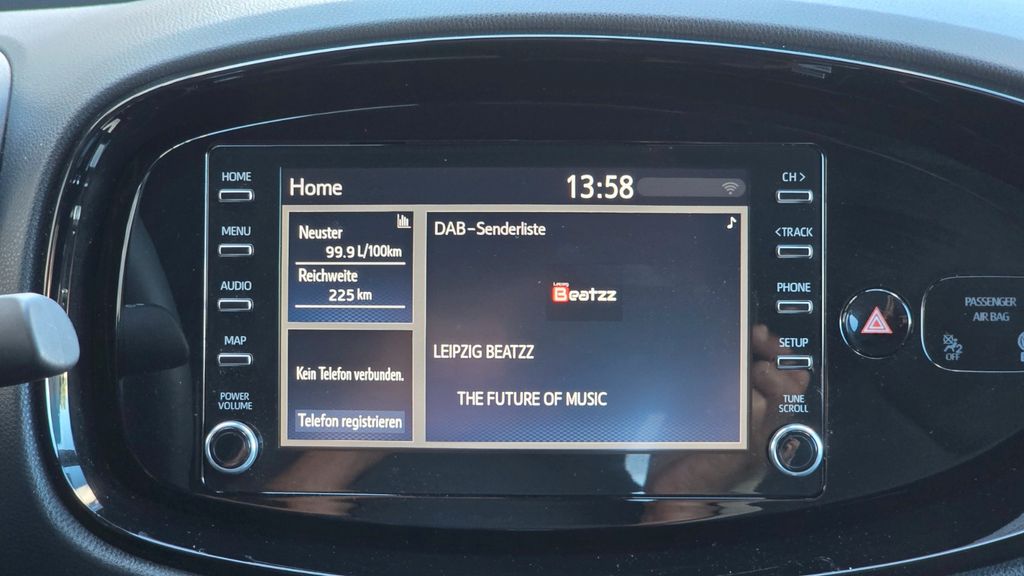 HOME
MENU
AUDIO
MAP
POWER
VOLUME
Home
13:58
Neuster
99.9 L/100km
Reichweite
225 km
Kein Telefon verbunden.
Telefon registrieren
DAB-Senderliste
Beatzz
LEIPZIG BEATZZ
THE FUTURE OF MUSIC
CH >
<TRACK
PHONE
SETUP
TUNE
SCROLL
PASSENGER
AIR BAG
2
OFF